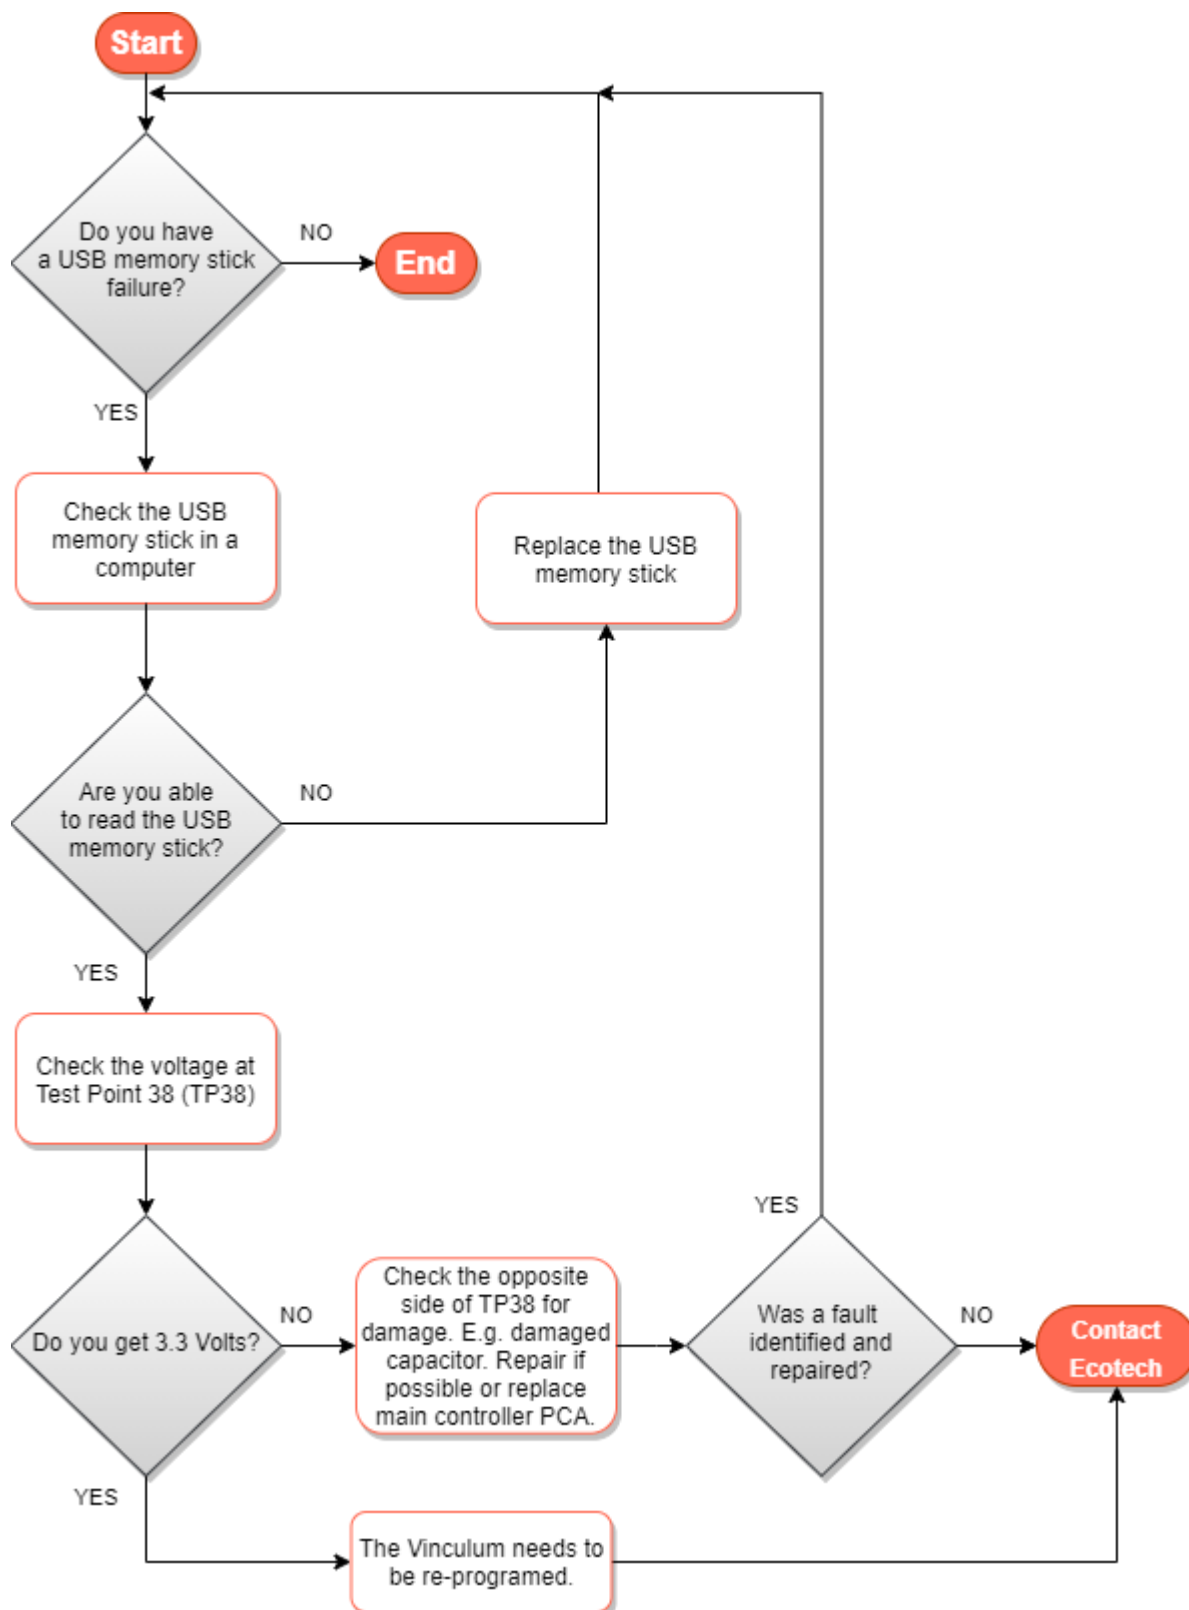 Start
Do you have
a USB memory stick
failure?
NO
End
YES
Check the USB
memory stick in a
computer
Replace the USB
memory stick
Are you able
to read the USB
memory stick?
NO
YES
Check the voltage at
Test Point 38 (TP38)
Do you get 3.3 Volts?
NO
Check the opposite
side of TP38 for
damage. E.g. damaged
capacitor. Repair if
possible or replace
main controller PCA.
YES
Was a fault
identified and
repaired?
NO
Contact
Ecotech
YES
The Vinculum needs to
be re-programed.